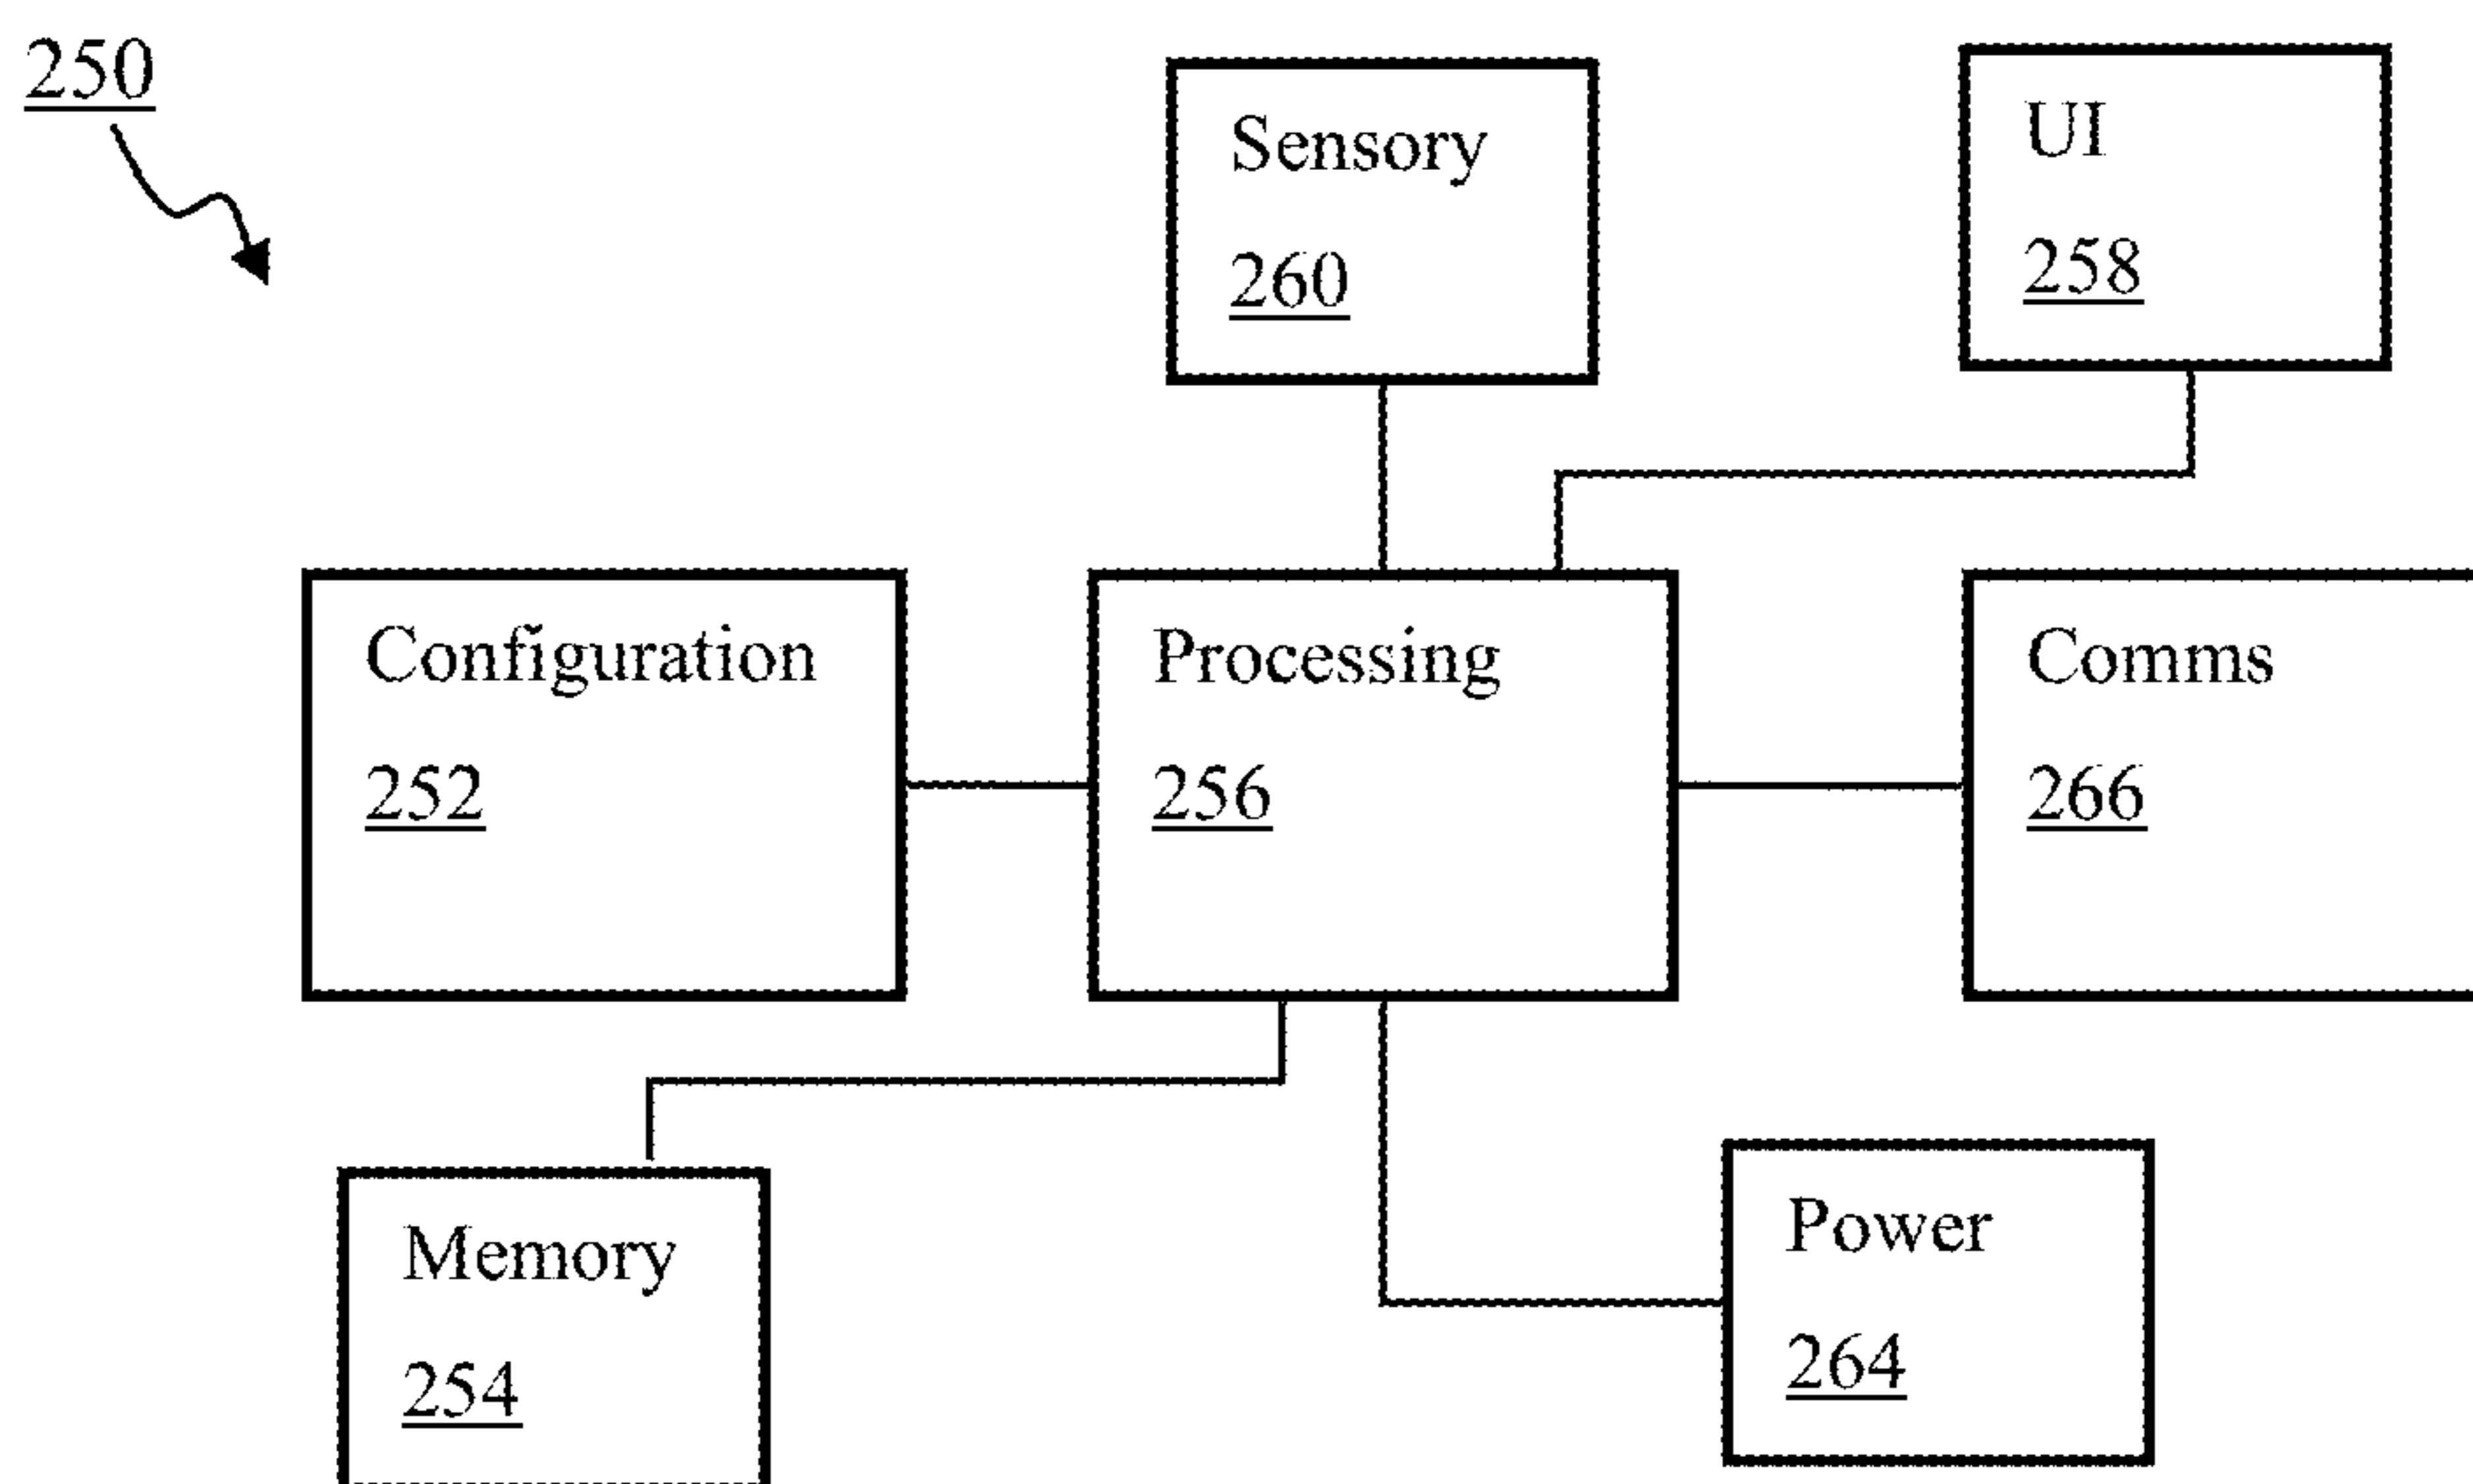 250
Sensory
260
UI
258
Configuration
252
Processing
256
Comms
266
Memory
254
Power
264